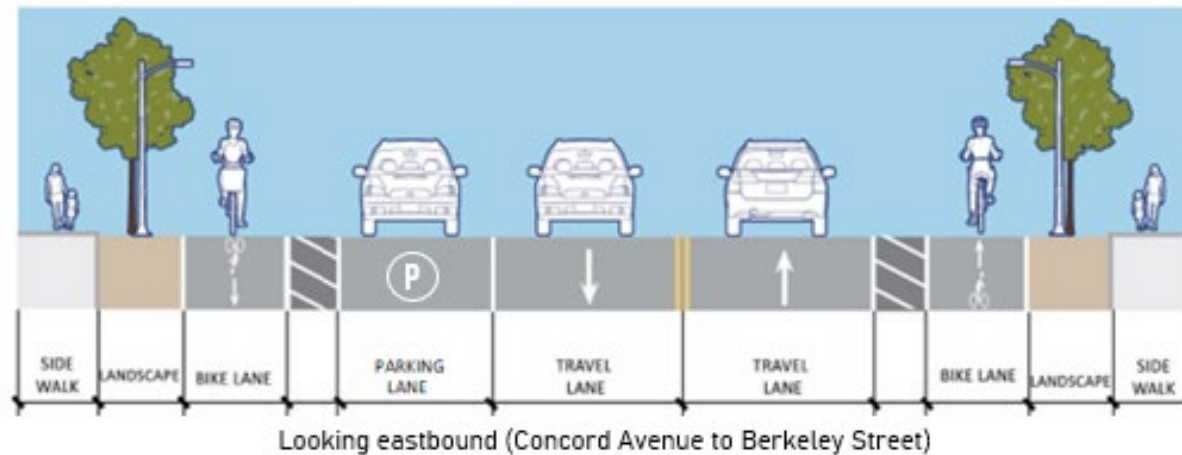 P
SIDE
WALK
LANDSCAPE
BIKE LANE
PARKING
LANE
TRAVEL
LANE
TRAVEL
LANE
BIKE LANE
LANDSCAPE
SIDE
WALK
Looking eastbound (Concord Avenue to Berkeley Street)